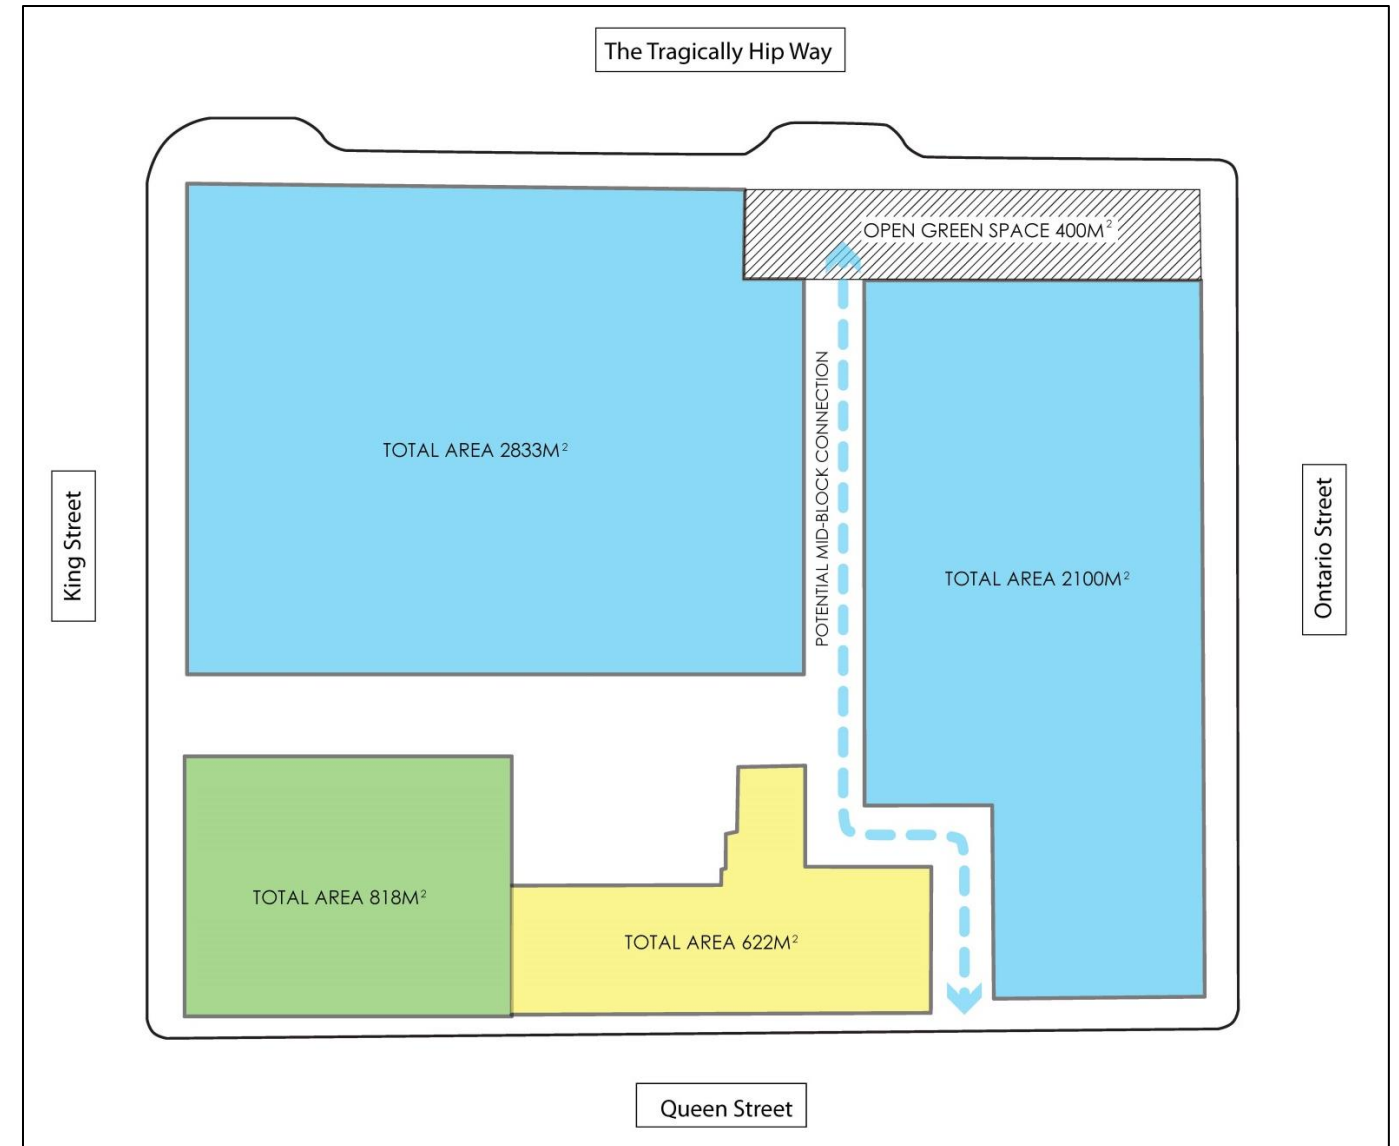 The Tragically Hip Way
OPEN GREEN SPACE 400M²
TOTAL AREA 2833M²
POTENTIAL MID-BLOCK CONNECTION
King Street
Ontario Street
TOTAL AREA 2100M²
TOTAL AREA 818M²
TOTAL AREA 622M²
Queen Street